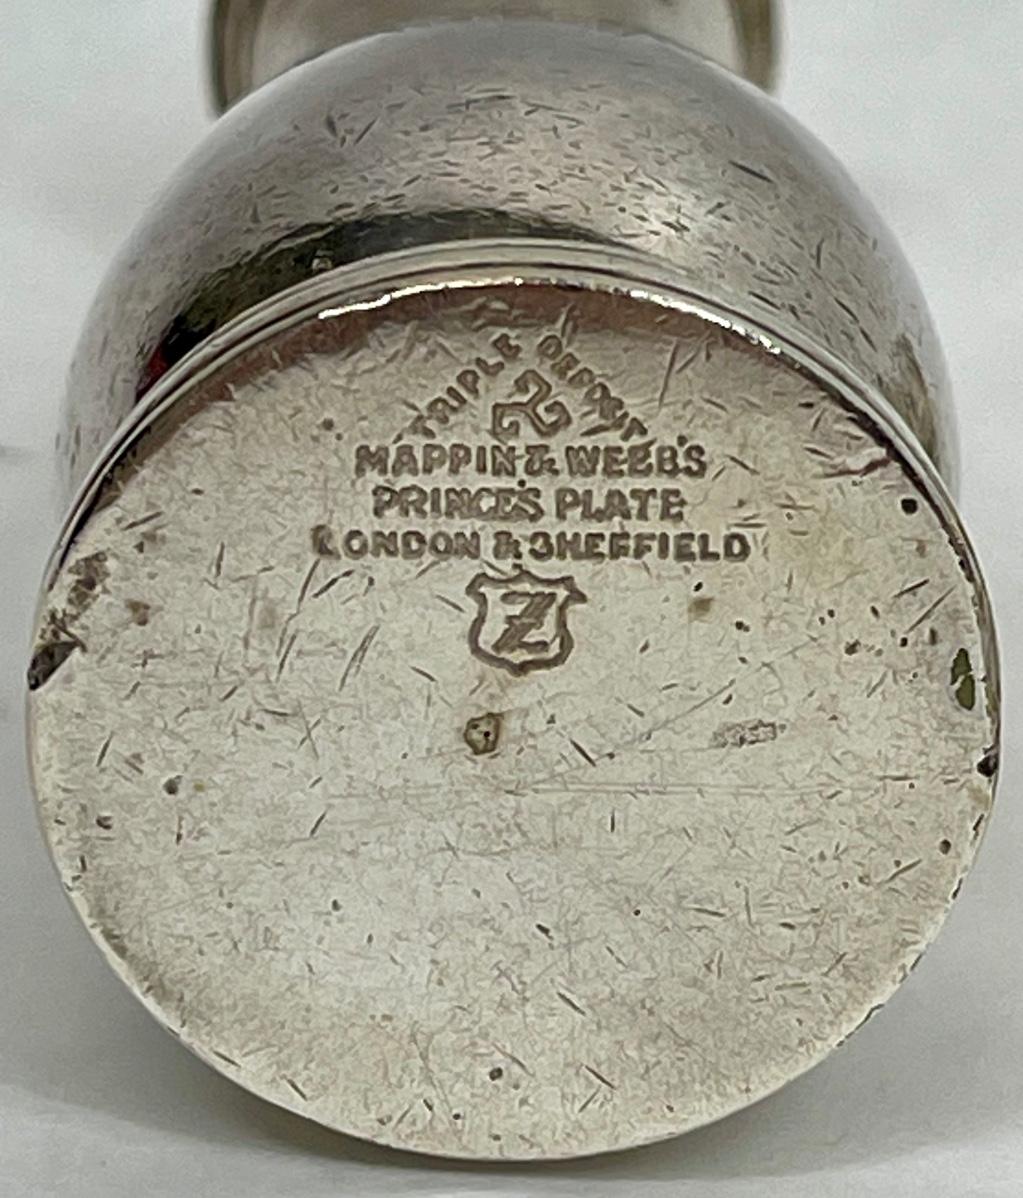 TRIPLE DEPOSIT
MAPPIN & WEBB'S
PRINCE'S PLATE
LONDON & SHEFFIELD
Z